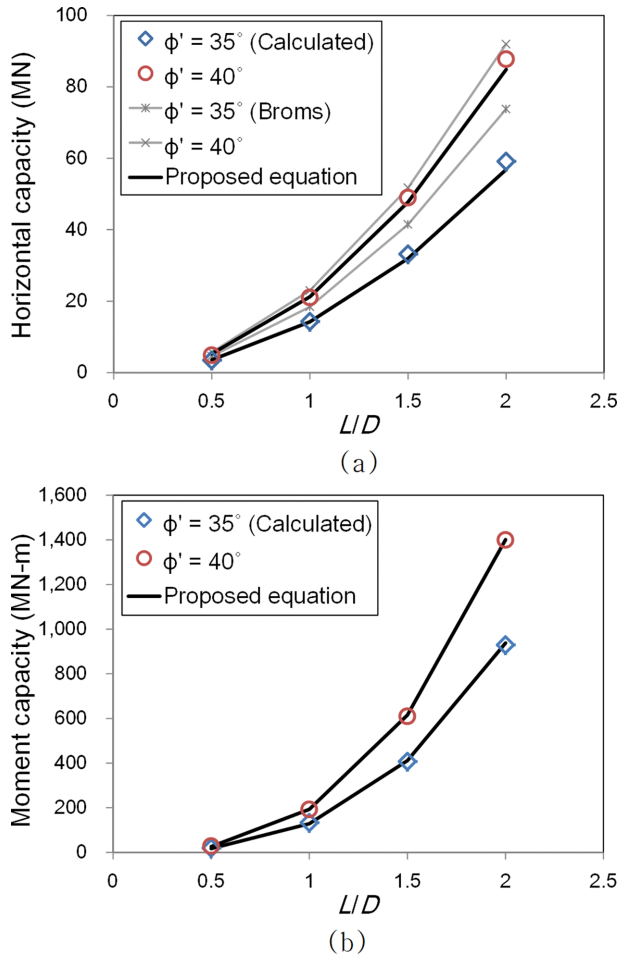 100
80
60
40
20
0
Horizontal capacity (MN)
ϕ' = 35° (Calculated)
ϕ' = 40°
ϕ' = 35° (Broms)
ϕ' = 40°
Proposed equation
0 0.5 1 1.5 2 2.5
L/D
(a)
1,600
1,400
1,200
1,000
800
600
400
200
0
Moment capacity (MN-m)
ϕ' = 35° (Calculated)
ϕ' = 40°
Proposed equation
0 0.5 1 1.5 2 2.5
L/D
(b)